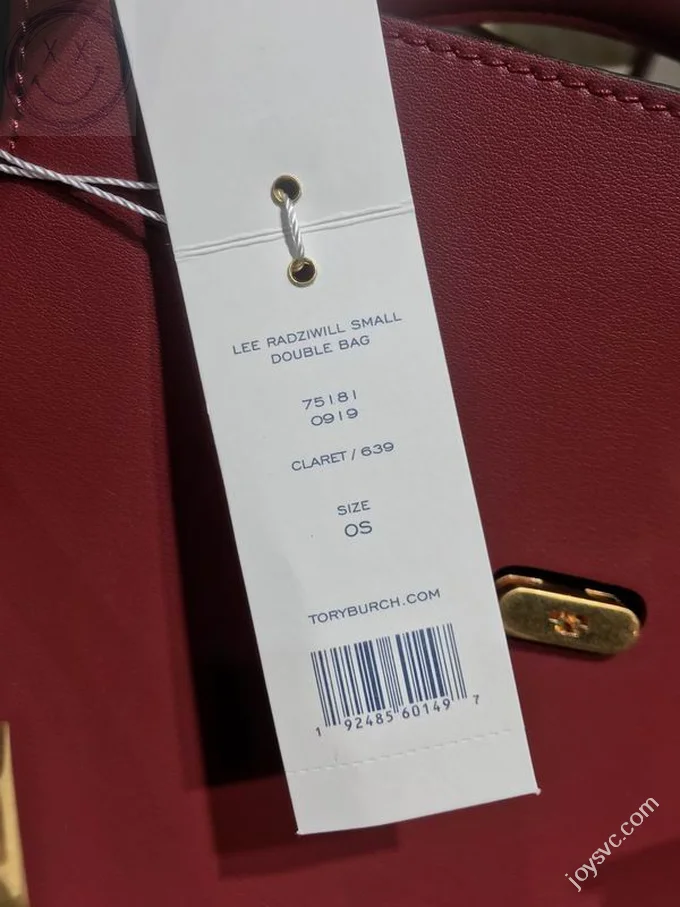 LEE RADZIWILL SMALL
DOUBLE BAG
75181
0919
CLARET / 639
SIZE
OS
TORYBURCH.COM
1 92485 60149 7
joysvc.com